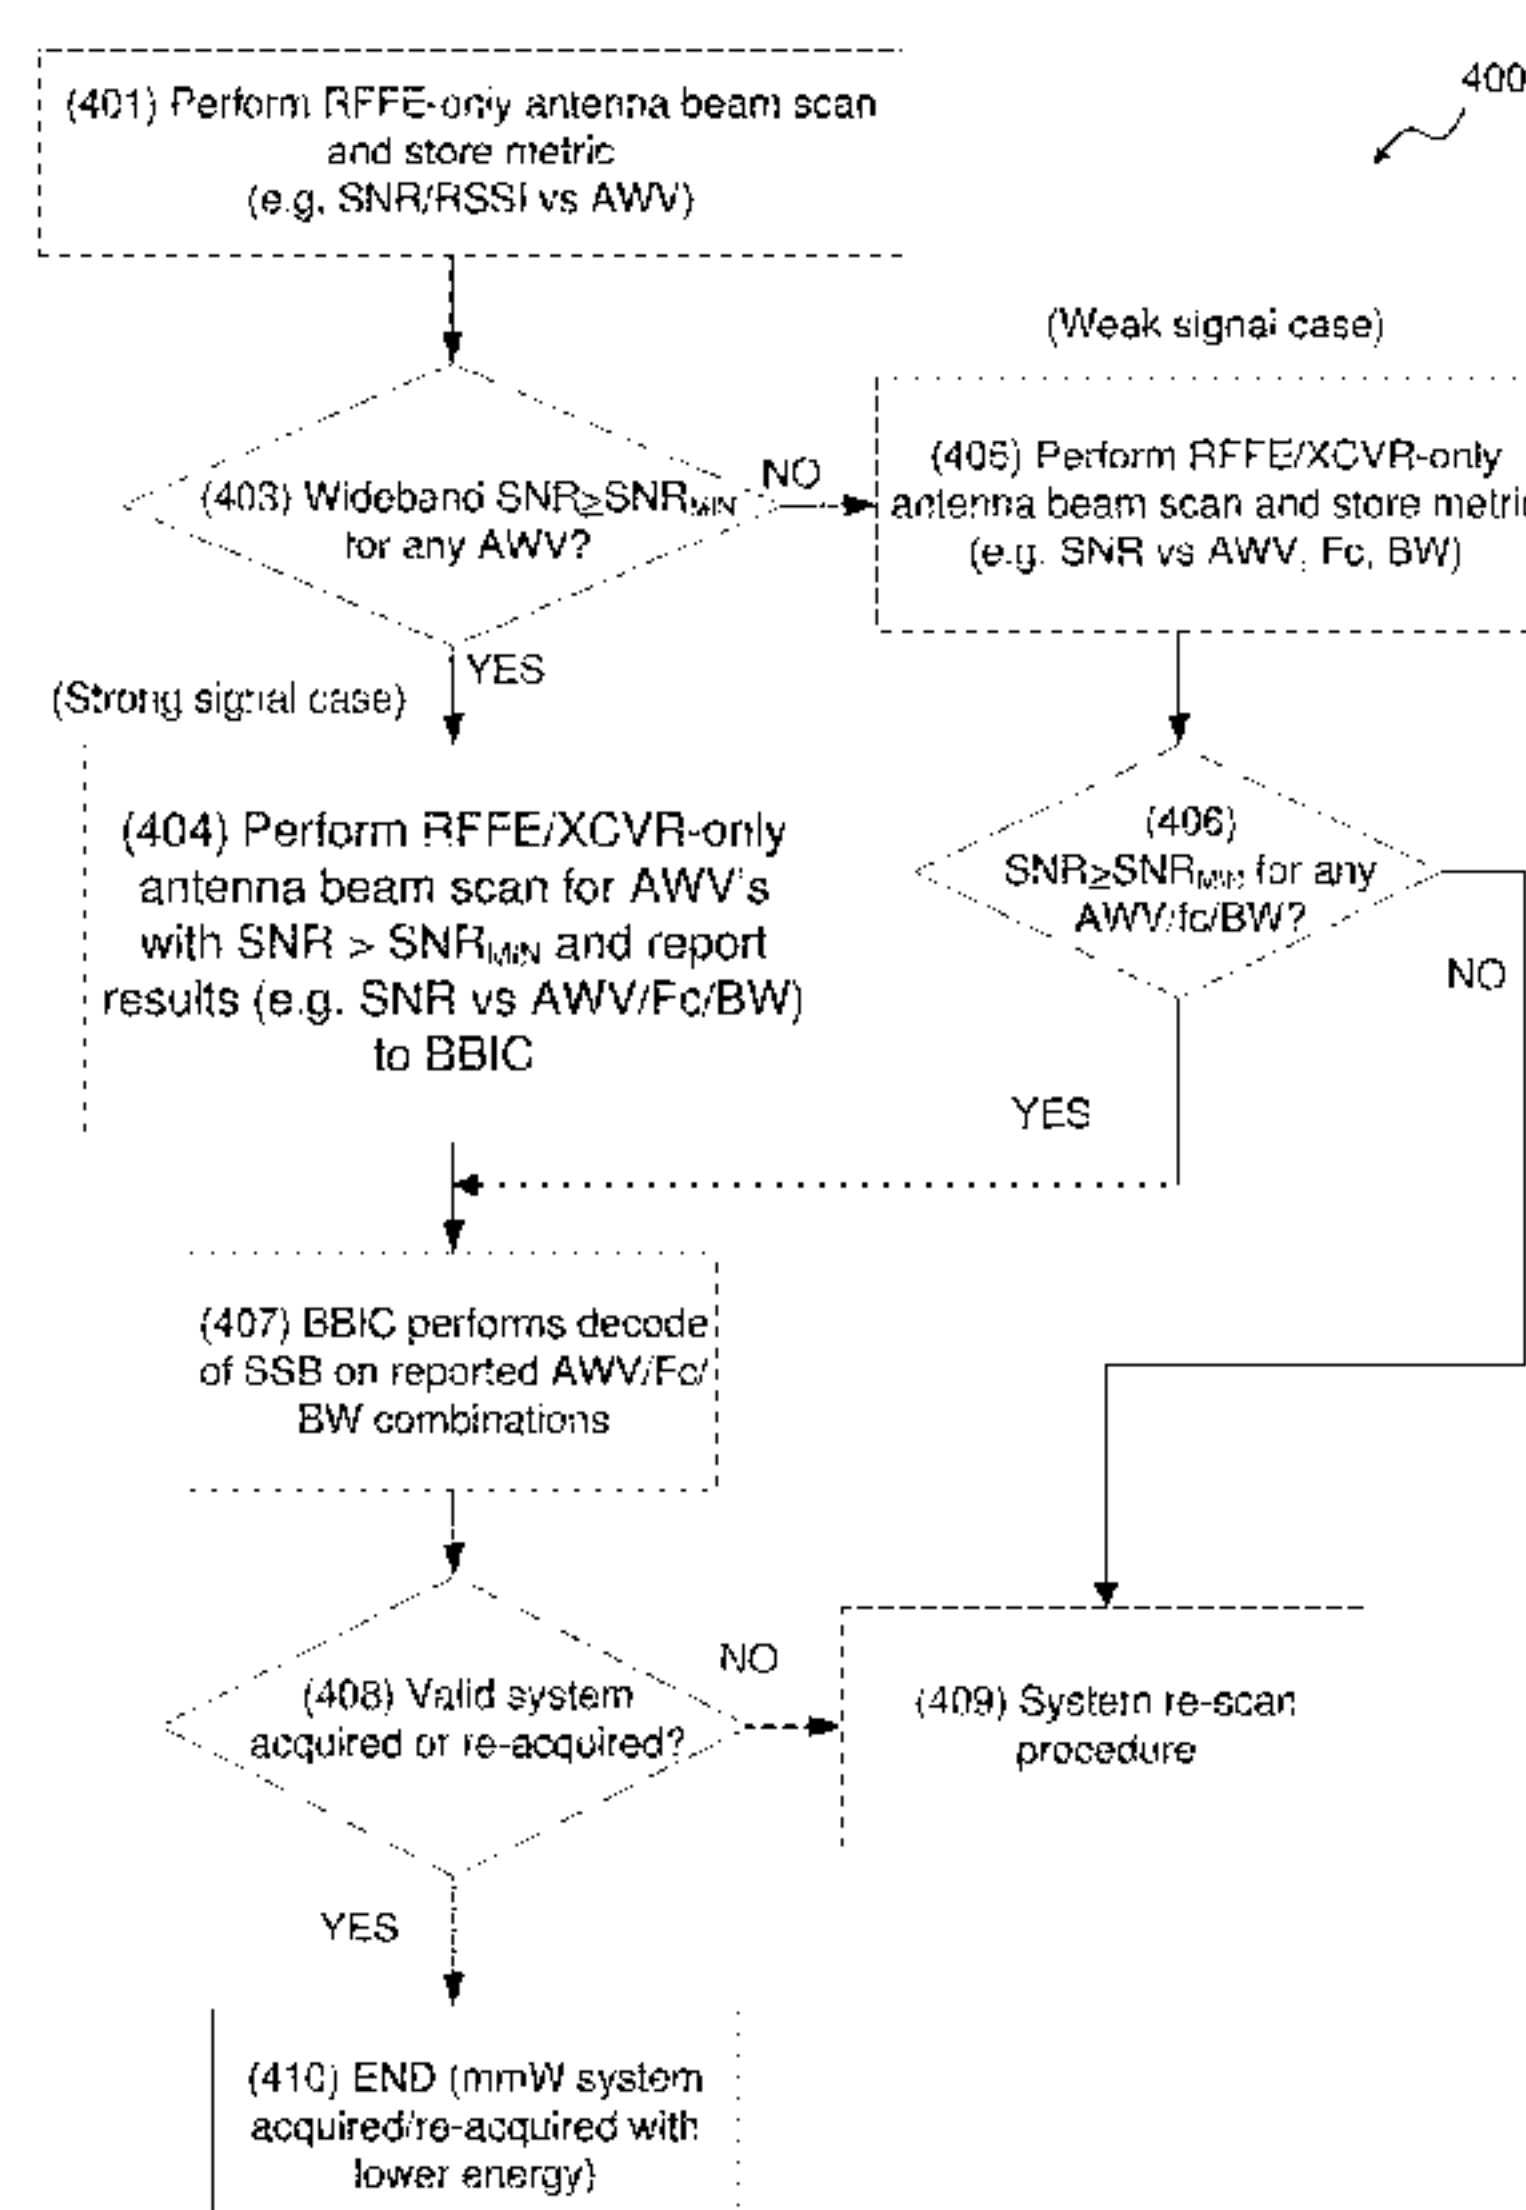 400
(401) Perform RFFE-only antenna beam scan
and store metric
(e.g. SNR/RSSI vs AWV)
(Weak signal case)
(403) Wideband SNR≥SNRMIN
for any AWV?
NO
(405) Perform RFFE/XCVR-only
antenna beam scan and store metric
(e.g. SNR vs AWV, Fc, BW)
YES
(Strong signal case)
(404) Perform RFFE/XCVR-only
antenna beam scan for AWV's
with SNR > SNRMIN and report
results (e.g. SNR vs AWV/Fc/BW)
to BBIC
(406)
SNR≥SNRMIN for any
AWV/fc/BW?
NO
YES
(407) BBIC performs decode
of SSB on reported AWV/Fc/
BW combinations
(408) Valid system
acquired or re-acquired?
NO
(409) System re-scan
procedure
YES
(410) END (mmW system
acquired/re-acquired with
lower energy)